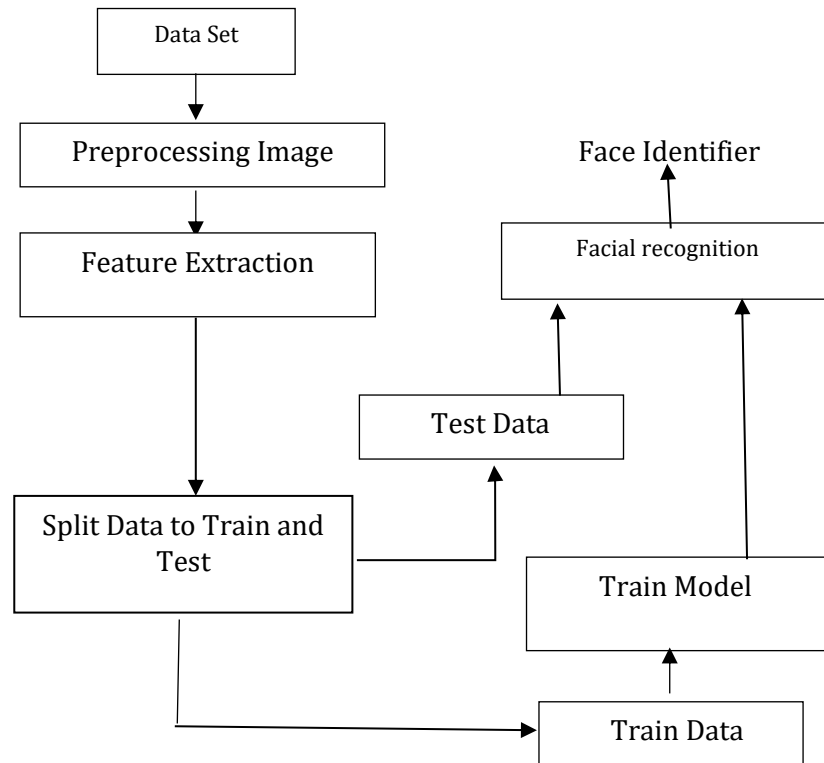 Data Set
Preprocessing Image
Face Identifier
Feature Extraction
Facial recognition
Test Data
Split Data to Train and
Test
Train Model
Train Data